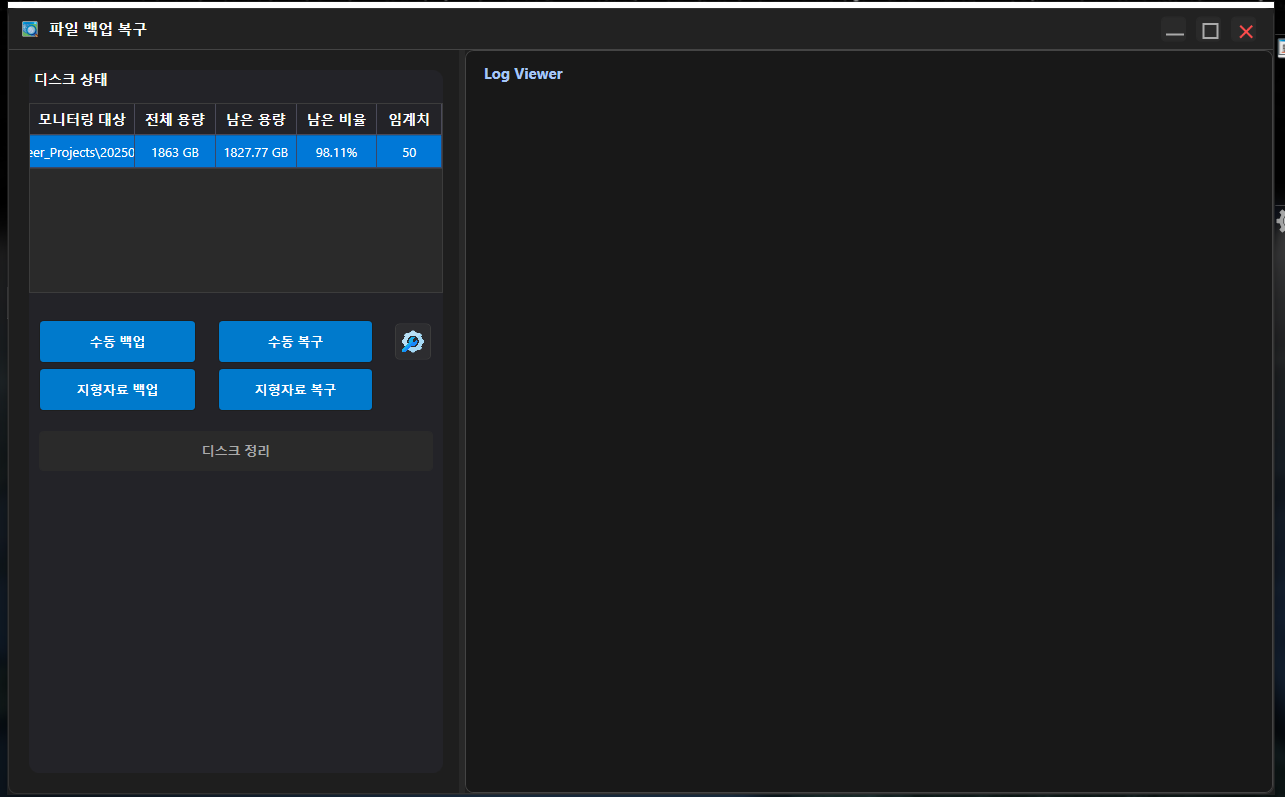 파일 백업 복구
디스크 상태
모니터링 대상 전체 용량 남은 용량 남은 비율 임계치
eer_Projects\20250 1863 GB 1827.77 GB 98.11% 50
수동 백업 수동 복구
지형자료 백업 지형자료 복구
디스크 정리
Log Viewer